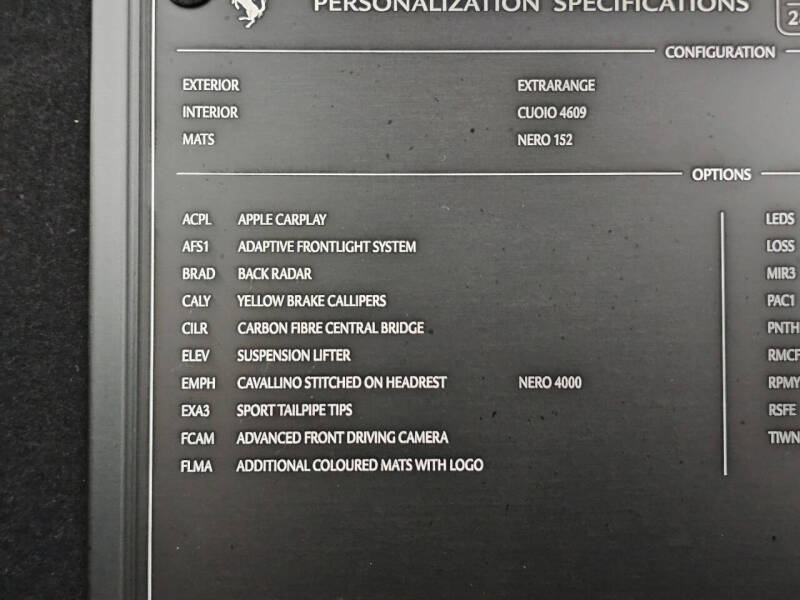 PERSONALIZATION SPECIFICATIONS
CONFIGURATION
EXTERIOR EXTRARANGE
INTERIOR CUOIO 4609
MATS NERO 152
OPTIONS
ACPL APPLE CARPLAY LEDS
AFS1 ADAPTIVE FRONTLIGHT SYSTEM LOSS
BRAD BACK RADAR MIR3
CALY YELLOW BRAKE CALLIPERS PAC1
CILR CARBON FIBRE CENTRAL BRIDGE PNTH
ELEV SUSPENSION LIFTER RMCF
EMPH CAVALLINO STITCHED ON HEADREST NERO 4000 RPMY
EXA3 SPORT TAILPIPE TIPS RSFE
FCAM ADVANCED FRONT DRIVING CAMERA TIWN
FLMA ADDITIONAL COLOURED MATS WITH LOGO